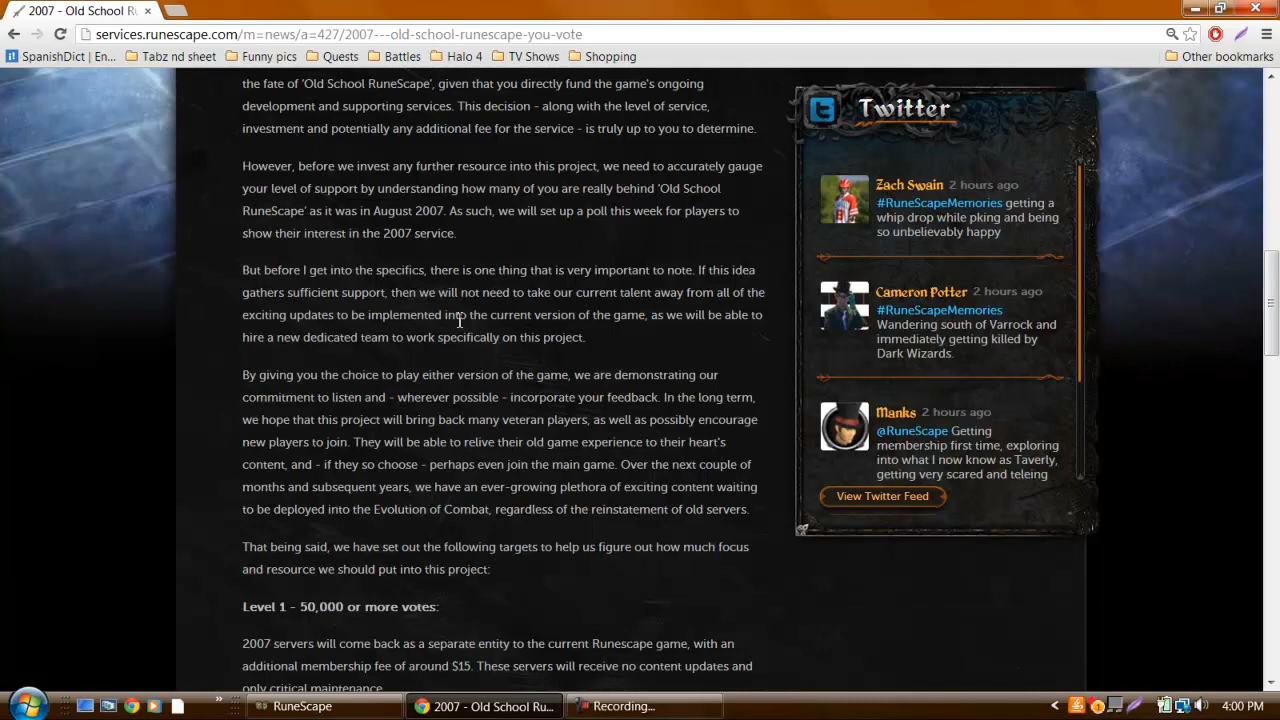 2007 - Old School Ru
services.runescape.com/m=news/a=427/2007---old-school-runescape-you-vote
SpanishDict | En...
Tabz nd sheet
Funny pics
Quests
Battles
Halo 4
TV Shows
Shopping
Other bookmarks
the fate of 'Old School RuneScape', given that you directly fund the game's ongoing
development and supporting services. This decision - along with the level of service,
investment and potentially any additional fee for the service - is truly up to you to determine.
However, before we invest any further resource into this project, we need to accurately gauge
your level of support by understanding how many of you are really behind 'Old School
RuneScape' as it was in August 2007. As such, we will set up a poll this week for players to
show their interest in the 2007 service.
But before I get into the specifics, there is one thing that is very important to note. If this idea
gathers sufficient support, then we will not need to take our current talent away from all of the
exciting updates to be implemented into the current version of the game, as we will be able to
hire a new dedicated team to work specifically on this project.
By giving you the choice to play either version of the game, we are demonstrating our
commitment to listen and - wherever possible - incorporate your feedback. In the long term,
we hope that this project will bring back many veteran players, as well as possibly encourage
new players to join. They will be able to relive their old game experience to their heart's
content, and - if they so choose - perhaps even join the main game. Over the next couple of
months and subsequent years, we have an ever-growing plethora of exciting content waiting
to be deployed into the Evolution of Combat, regardless of the reinstatement of old servers.
That being said, we have set out the following targets to help us figure out how much focus
and resource we should put into this project:
Level 1 - 50,000 or more votes:
2007 servers will come back as a separate entity to the current Runescape game, with an
additional membership fee of around $15. These servers will receive no content updates and
only critical maintenance.
Twitter
Zach Swain 2 hours ago
#RuneScapeMemories getting a
whip drop while pking and being
so unbelievably happy
Cameron Potter 2 hours ago
#RuneScapeMemories
Wandering south of Varrock and
immediately getting killed by
Dark Wizards.
Manks 2 hours ago
@RuneScape Getting
membership first time, exploring
into what I now know as Taverly,
getting very scared and teleing
View Twitter Feed
RuneScape
2007 - Old School Ru...
Recording...
4:00 PM